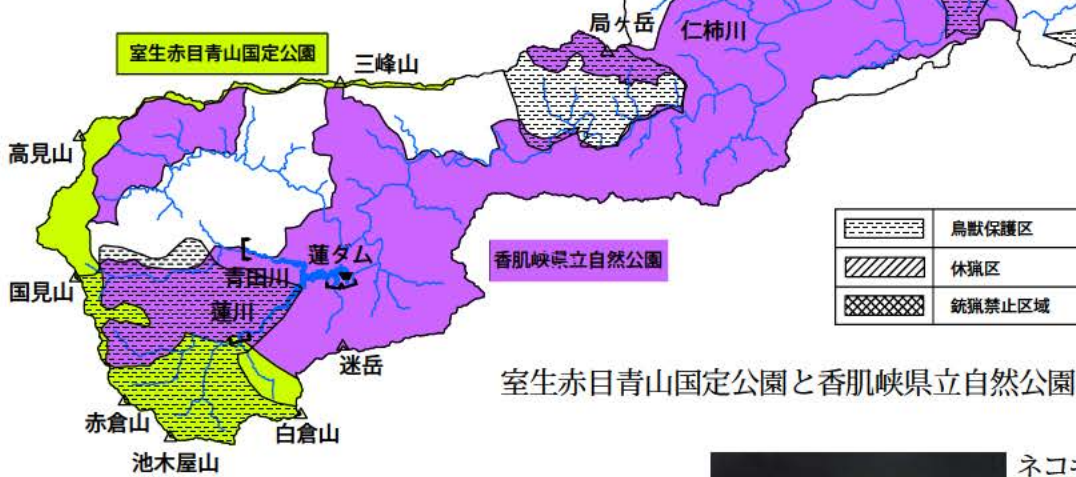 局ヶ岳
仁柿川
室生赤目青山国定公園
三峰山
高見山
香肌峡県立自然公園
蓮ダム
青田川
国見山
蓮川
迷岳
赤倉山
白倉山
池木屋山
鳥獣保護区
休猟区
銃猟禁止区域
室生赤目青山国定公園と香肌峡県立自然公園
ネコギ